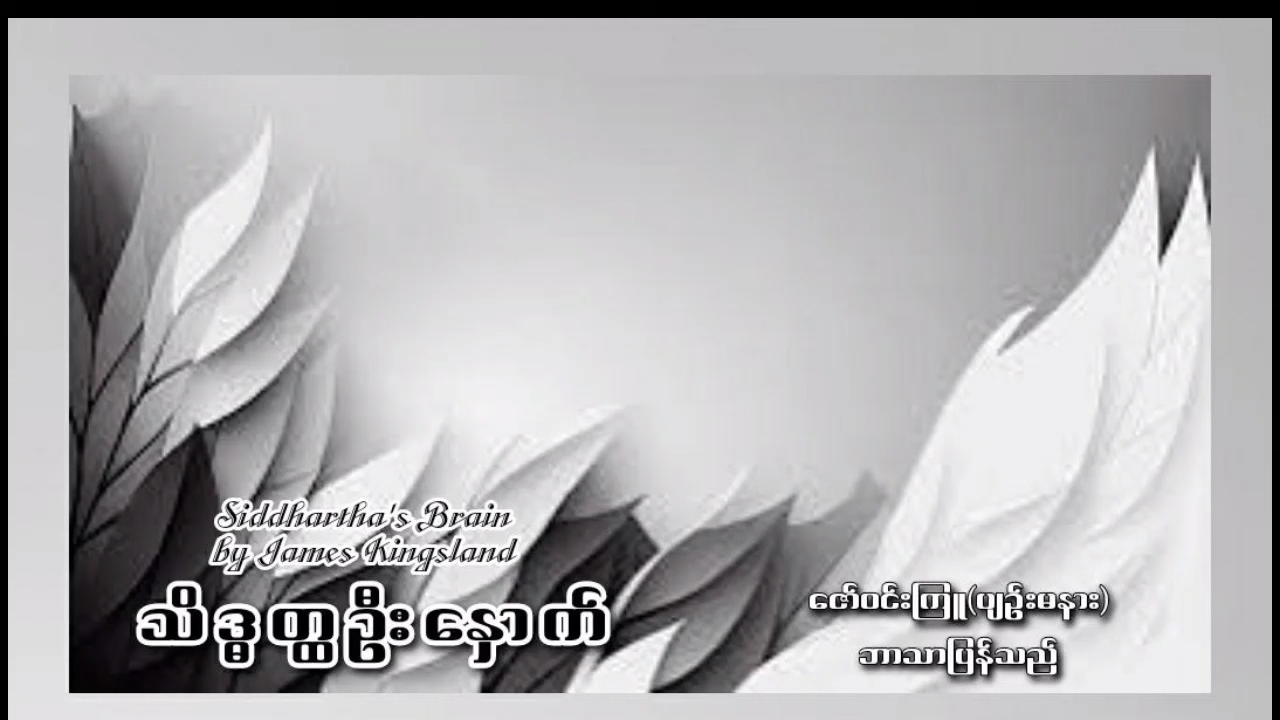 Siddhartha's Brain
by James Kingsland
သိဒ္ဓတ္ထဦးနှောက်
ဇော်ဝင်းကြူ(ပျဉ်းမနား)
ဘာသာပြန်သည်